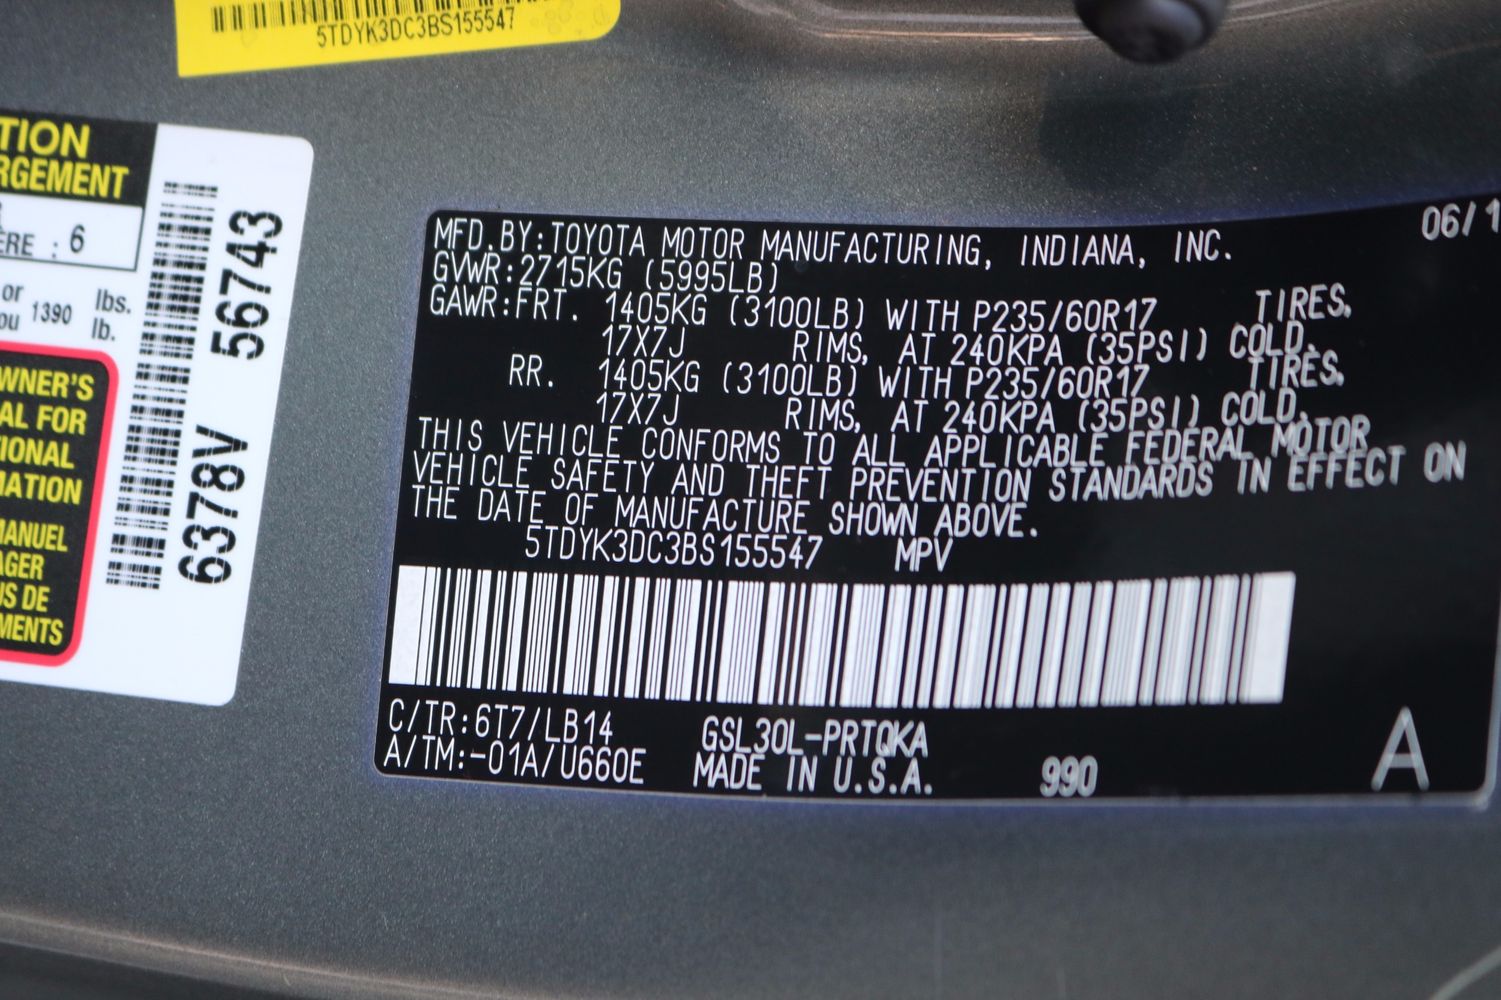 5TDYK3DC3BS155547
TION
RGEMENT
ERE : 6
or
ou 1390 lbs.
lb.
WNER'S
AL FOR
TIONAL
MATION
MANUEL
AGER
US DE
MENTS
6378V 56743
06/1
MFD.BY:TOYOTA MOTOR MANUFACTURING, INDIANA, INC.
GVWR:2715KG (5995LB)
GAWR:FRT. 1405KG (3100LB) WITH P235/60R17 TIRES,
17X7J RIMS, AT 240KPA (35PSI) COLD.
RR. 1405KG (3100LB) WITH P235/60R17 TIRES,
17X7J RIMS, AT 240KPA (35PSI) COLD.
THIS VEHICLE CONFORMS TO ALL APPLICABLE FEDERAL MOTOR
VEHICLE SAFETY AND THEFT PREVENTION STANDARDS IN EFFECT ON
THE DATE OF MANUFACTURE SHOWN ABOVE.
5TDYK3DC3BS155547 MPV
C/TR:6T7/LB14 GSL30L-PRTQKA
A/TM:-01A/U660E MADE IN U.S.A. 990 A